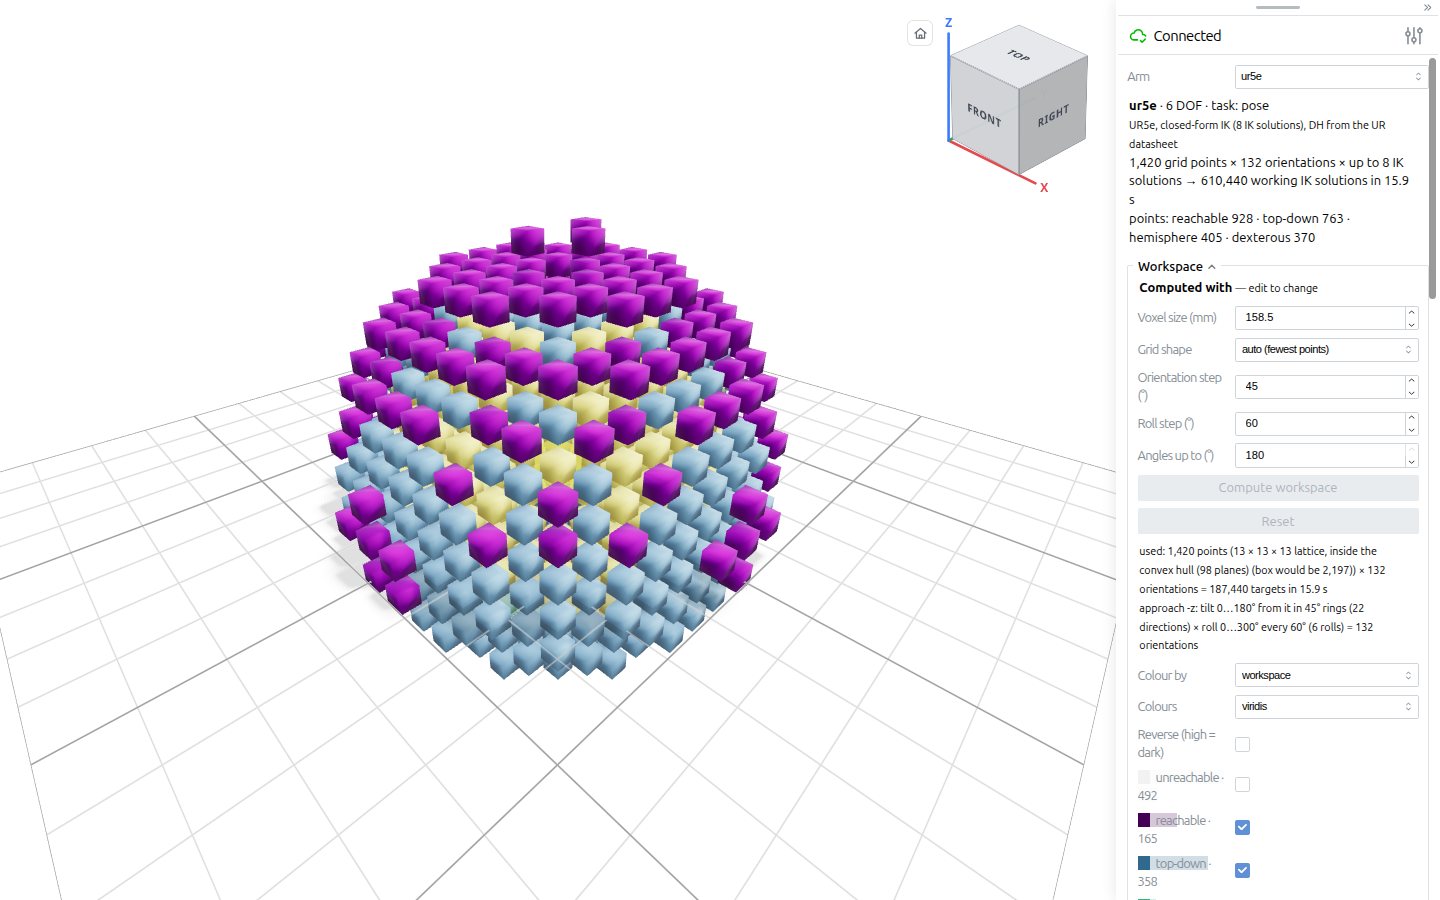 Z
TOP
FRONT
RIGHT
X
»
Connected
Arm
ur5e
ur5e · 6 DOF · task: pose
UR5e, closed-form IK (8 IK solutions), DH from the UR
datasheet
1,420 grid points × 132 orientations × up to 8 IK
solutions → 610,440 working IK solutions in 15.9
s
points: reachable 928 · top-down 763 ·
hemisphere 405 · dexterous 370
Workspace
Computed with — edit to change
Voxel size (mm)
158.5
Grid shape
auto (fewest points)
Orientation step
(°)
45
Roll step (°)
60
Angles up to (°)
180
Compute workspace
Reset
used: 1,420 points (13 × 13 × 13 lattice, inside the
convex hull (98 planes) (box would be 2,197)) × 132
orientations = 187,440 targets in 15.9 s
approach -z: tilt 0…180° from it in 45° rings (22
directions) × roll 0…300° every 60° (6 rolls) = 132
orientations
Colour by
workspace
Colours
viridis
Reverse (high =
dark)
unreachable ·
492
reachable ·
165
top-down ·
358